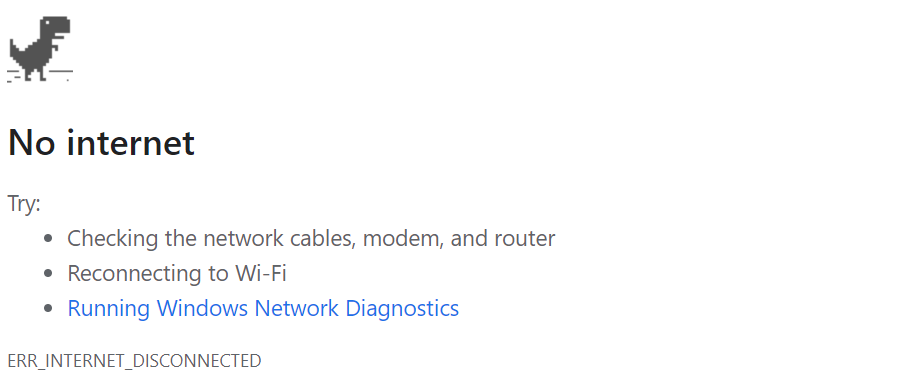 No internet
Try:
Checking the network cables, modem, and router
Reconnecting to Wi-Fi
Running Windows Network Diagnostics
ERR_INTERNET_DISCONNECTED